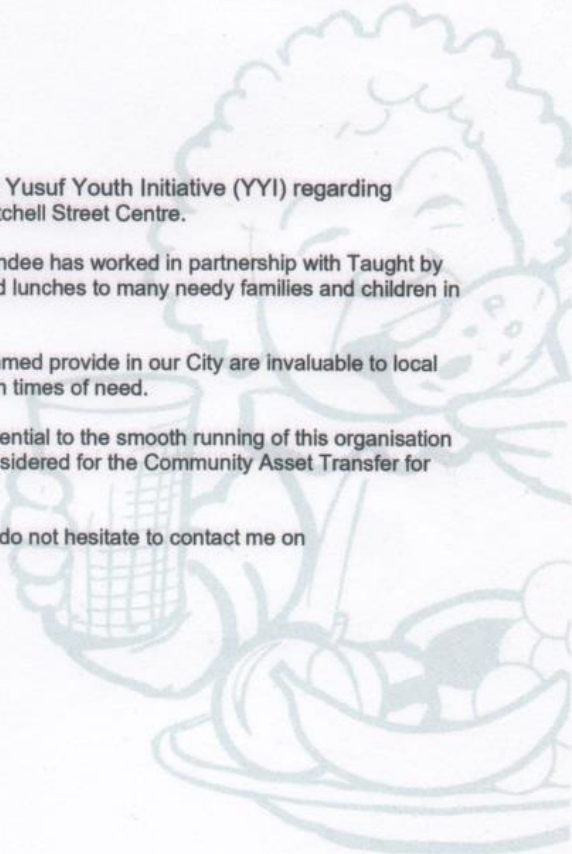 Yusuf Youth Initiative (YYI) regarding
tchell Street Centre.
ndee has worked in partnership with Taught by
d lunches to many needy families and children in
med provide in our City are invaluable to local
n times of need.
ential to the smooth running of this organisation
sidered for the Community Asset Transfer for
do not hesitate to contact me on